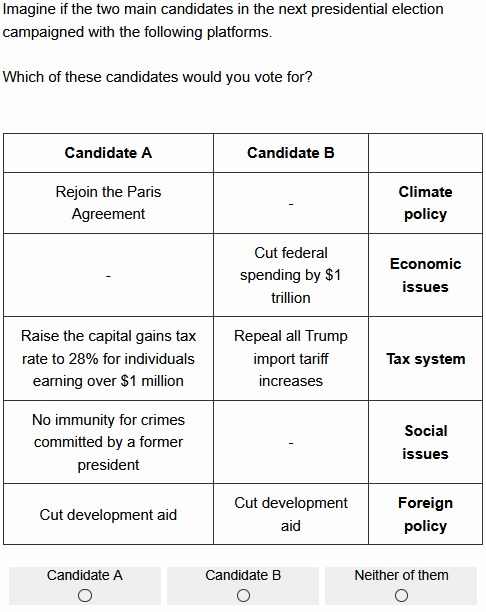 Imagine if the two main candidates in the next presidential election
campaigned with the following platforms.
Which of these candidates would you vote for?
Candidate A
Candidate B
Rejoin the Paris
Agreement
-
Climate
policy
-
Cut federal
spending by $1
trillion
Economic
issues
Raise the capital gains tax
rate to 28% for individuals
earning over $1 million
Repeal all Trump
import tariff
increases
Tax system
No immunity for crimes
committed by a former
president
-
Social
issues
Cut development aid
Cut development
aid
Foreign
policy
Candidate A
Candidate B
Neither of them